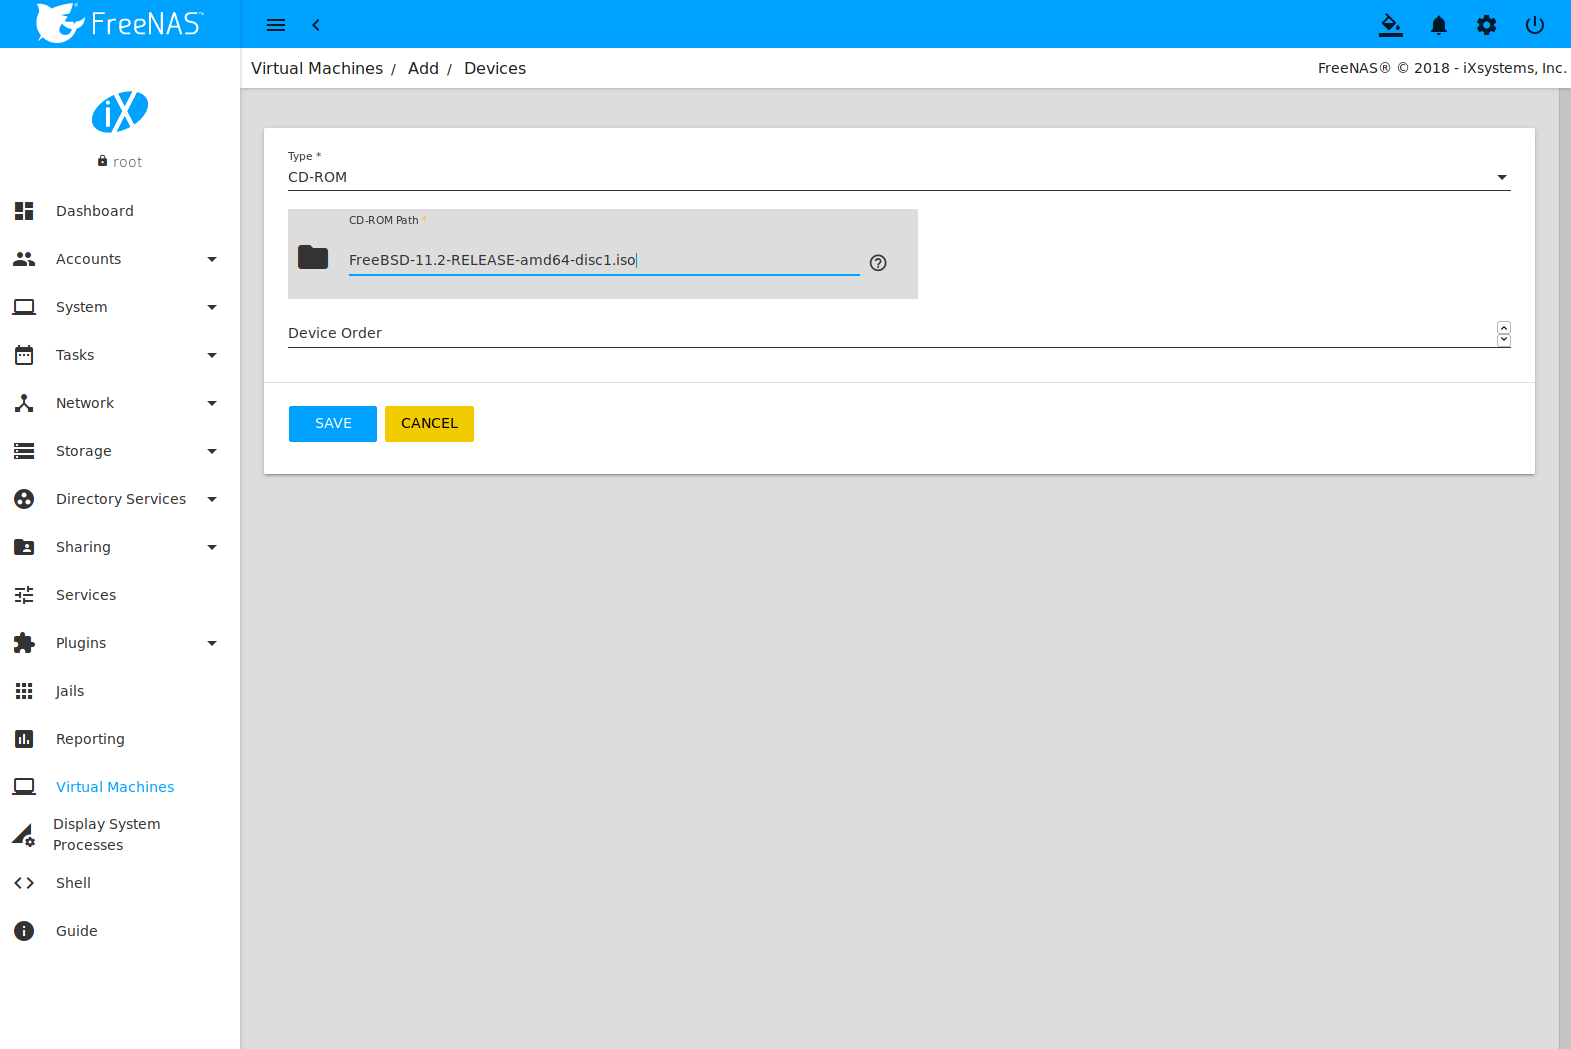 FreeNAS™
Virtual Machines / Add / Devices
FreeNAS® © 2018 - iXsystems, Inc.
iX
root
Dashboard
Accounts
System
Tasks
Network
Storage
Directory Services
Sharing
Services
Plugins
Jails
Reporting
Virtual Machines
Display System
Processes
Shell
Guide
Type *
CD-ROM
CD-ROM Path *
FreeBSD-11.2-RELEASE-amd64-disc1.iso
Device Order
SAVE CANCEL